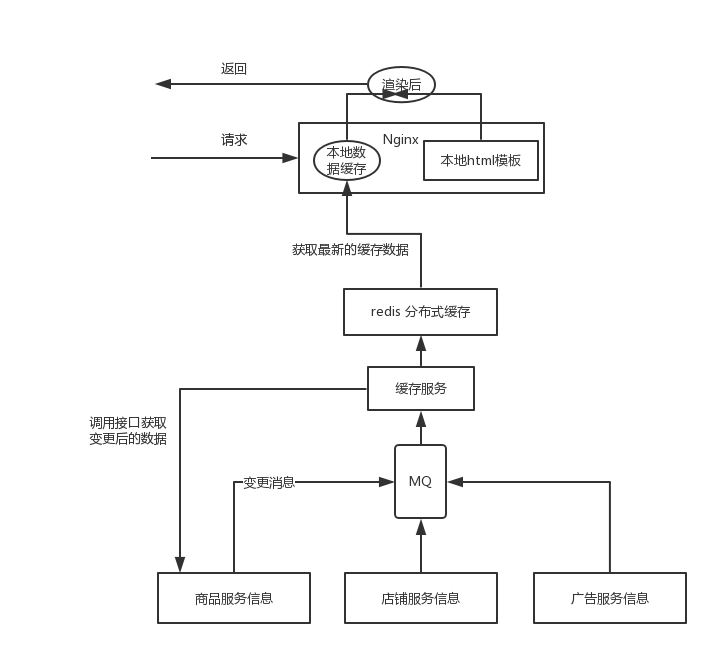 返回
渲染后
请求
Nginx
本地数
据缓存
本地html模板
获取最新的缓存数据
redis 分布式缓存
缓存服务
调用接口获取
变更后的数据
变更消息
MQ
商品服务信息
店铺服务信息
广告服务信息